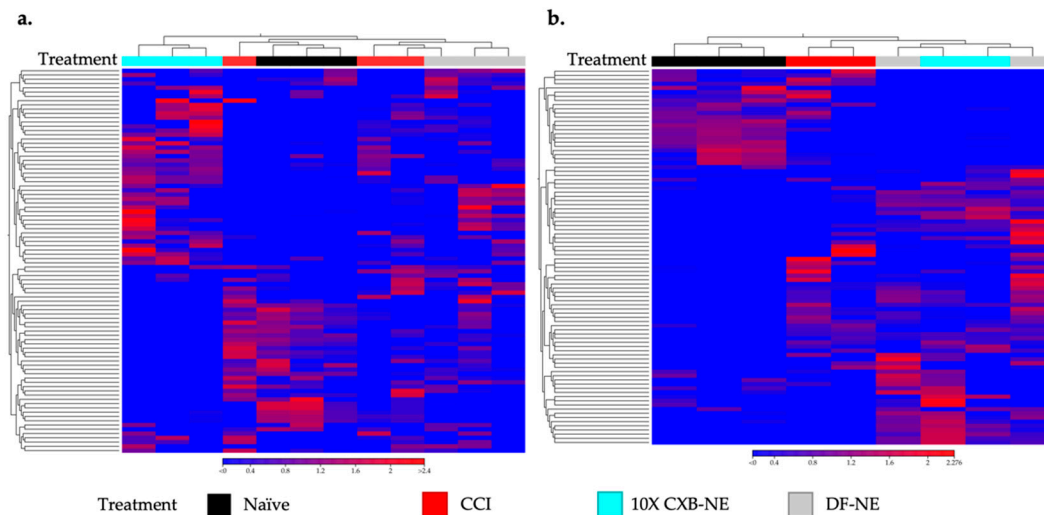 a.
b.
Treatment
Treatment
<0 0.4 0.8 1.2 1.6 2 >2.4
<0 0.4 0.8 1.2 1.6 2 2.276
Treatment Naïve CCI 10X CXB-NE DF-NE